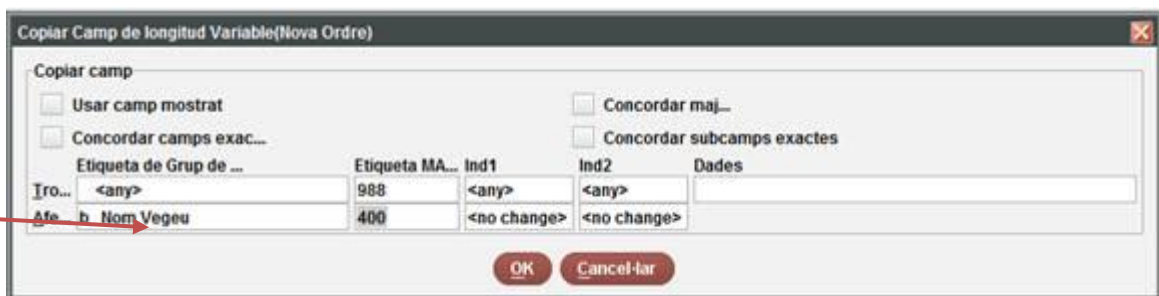 Copiar Camp de longitud Variable(Nova Ordre)
Copiar camp
Usar camp mostrat Concordar maj...
Concordar camps exac... Concordar subcamps exactes
Etiqueta de Grup de ... Etiqueta MA... Ind1 Ind2 Dades
Tro... <any> 988 <any> <any>
Afe... b Nom Vegeu 400 <no change> <no change>
OK Cancel·lar